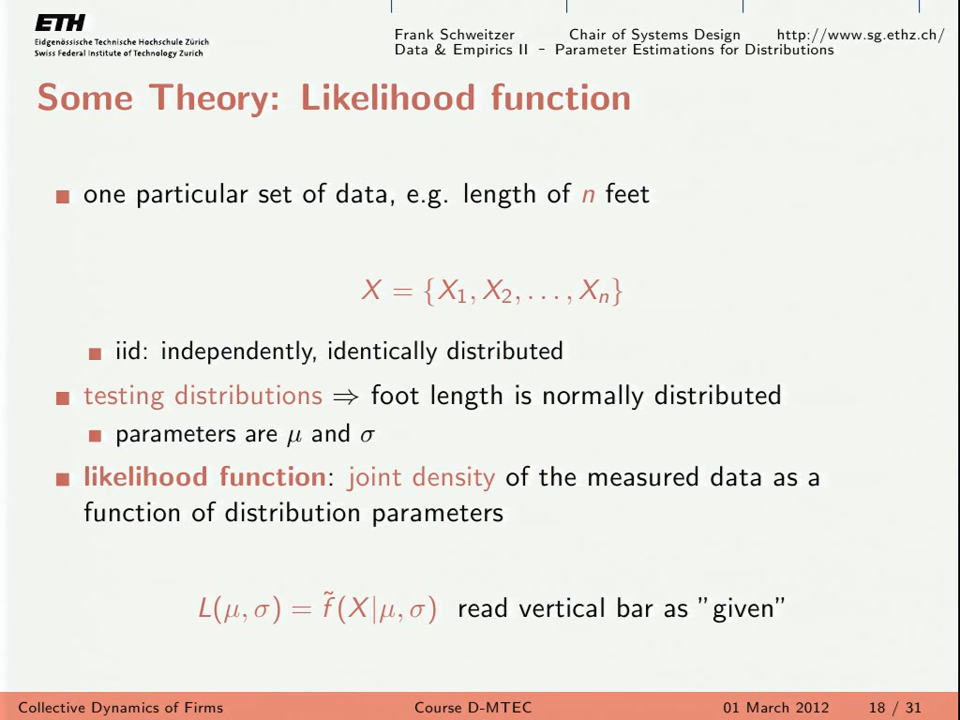 ETH
Eidgenössische Technische Hochschule Zürich
Swiss Federal Institute of Technology Zurich
Frank Schweitzer Chair of Systems Design http://www.sg.ethz.ch/
Data & Empirics II - Parameter Estimations for Distributions
Some Theory: Likelihood function
one particular set of data, e.g. length of n feet
X = {X₁, X₂, . . . , Xₙ}
iid: independently, identically distributed
testing distributions ⇒ foot length is normally distributed
parameters are μ and σ
likelihood function: joint density of the measured data as a
function of distribution parameters
L(μ, σ) = f̃(X|μ, σ) read vertical bar as ”given”
Collective Dynamics of Firms Course D-MTEC 01 March 2012 18 / 31